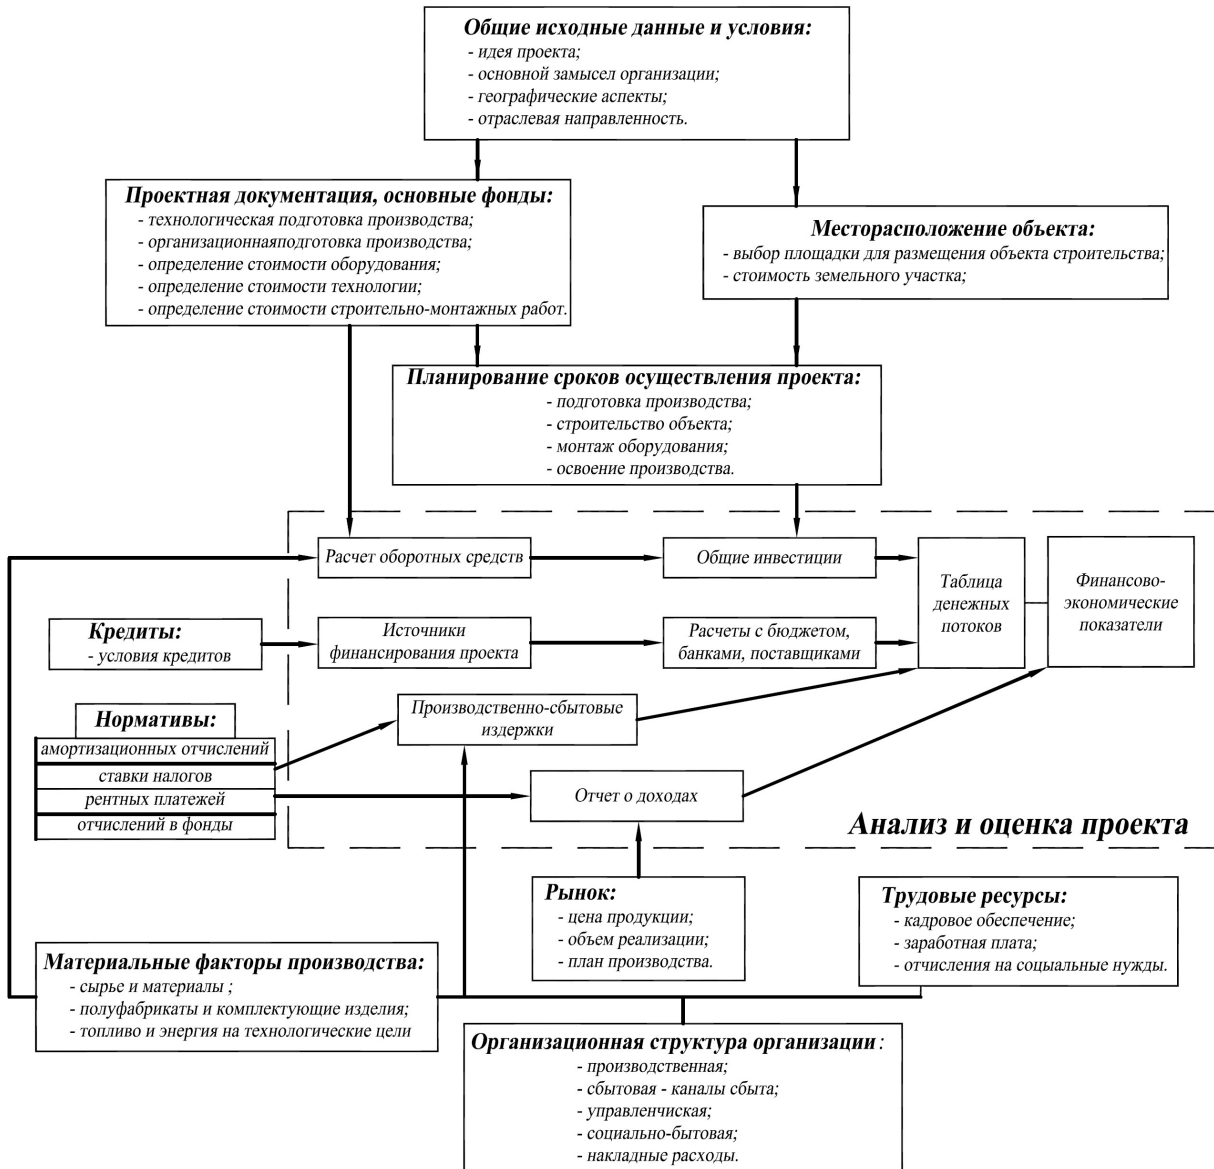 Общие исходные данные и условия:
- идея проекта;
- основной замысел организации;
- географические аспекты;
- отраслевая направленность.
Проектная документация, основные фонды:
- технологическая подготовка производства;
- организационнаяподготовка производства;
- определение стоимости оборудования;
- определение стоимости технологии;
- определение стоимости строительно-монтажных работ.
Месторасположение объекта:
- выбор площадки для размещения объекта строительства;
- стоимость земельного участка;
Планирование сроков осуществления проекта:
- подготовка производства;
- строительство объекта;
- монтаж оборудования;
- освоение производства.
Расчет оборотных средств
Общие инвестиции
Таблица
денежных
потоков
Финансово-
экономические
показатели
Кредиты:
- условия кредитов
Источники
финансирования проекта
Расчеты с бюджетом,
банками, поставщиками
Нормативы:
амортизационных отчислений
ставки налогов
рентных платежей
отчислений в фонды
Производственно-сбытовые
издержки
Отчет о доходах
Анализ и оценка проекта
Рынок:
- цена продукции;
- объем реализации;
- план производства.
Трудовые ресурсы:
- кадровое обеспечение;
- заработная плата;
- отчисления на социальные нужды.
Материальные факторы производства:
- сырье и материалы ;
- полуфабрикаты и комплектующие изделия;
- топливо и энергия на технологические цели
Организационная структура организации :
- производственная;
- сбытовая - каналы сбыта;
- управленчиская;
- социально-бытовая;
- накладные расходы.